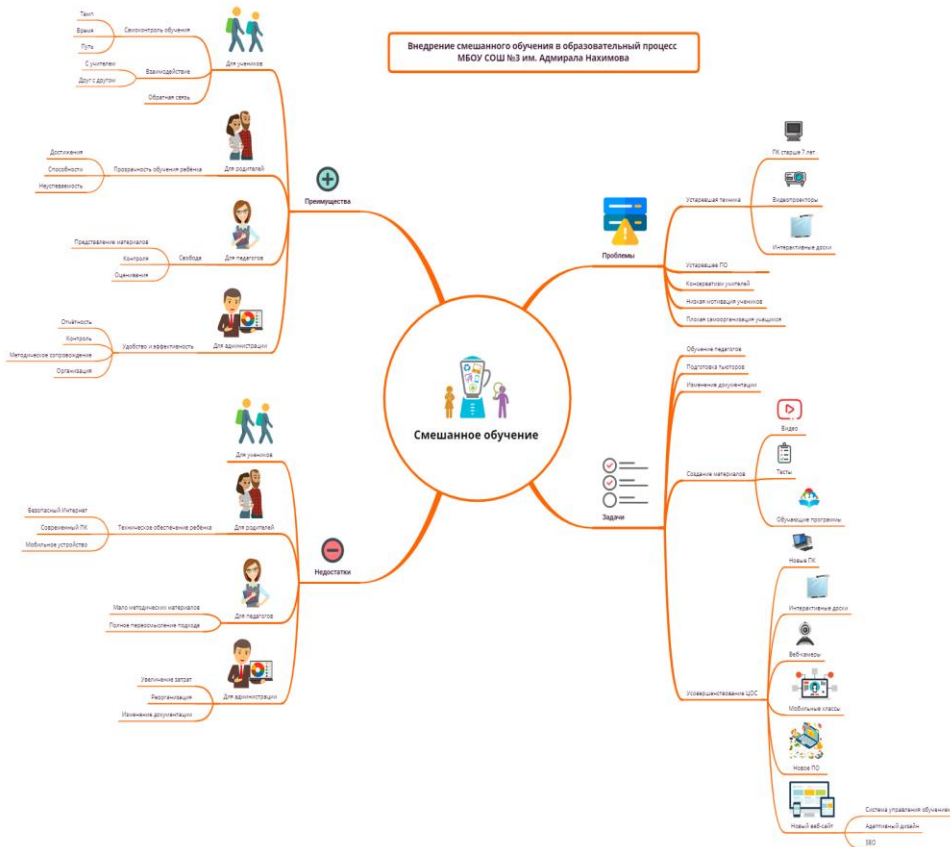 Внедрение смешанного обучения в образовательный процесс
МБОУ СОШ №3 им. Адмирала Нахимова
Смешанное обучение
Преимущества
Для учеников
Самоконтроль обучения
Темп
Время
Путь
Взаимодействие
С учителем
Друг с другом
Обратная связь
Для родителей
Прозрачность обучения ребёнка
Достижения
Способности
Неуспеваемость
Для педагогов
Свобода
Представление материалов
Контроля
Оценивания
Для администрации
Удобство и эффективность
Отчётность
Контроль
Методическое сопровождение
Организация
Недостатки
Для учеников
Для родителей
Техническое обеспечение ребёнка
Безопасный Интернет
Современный ПК
Мобильное устройство
Для педагогов
Мало методических материалов
Полное переосмысление подхода
Для администрации
Увеличение затрат
Реорганизация
Изменение документации
Проблемы
Устаревшая техника
ПК старше 7 лет
Видеопроекторы
Интерактивные доски
Устаревшее ПО
Консерватизм учителей
Низкая мотивация учеников
Плохая самоорганизация учащихся
Задачи
Обучение педагогов
Подготовка тьюторов
Изменение документации
Создание материалов
Видео
Тесты
Обучающие программы
Усовершенствование ЦОС
Новые ПК
Интерактивные доски
Веб-камеры
Мобильные классы
Новое ПО
Новый веб-сайт
Система управления обучением
Адаптивный дизайн
SEO